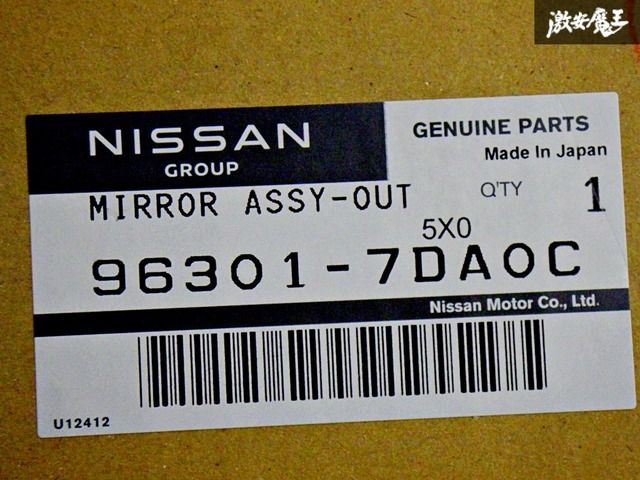 激安魔王
NISSAN
GROUP
GENUINE PARTS
Made In Japan
MIRROR ASSY-OUT
Q'TY
1
5X0
96301-7DA0C
Nissan Motor Co., Ltd.
U12412